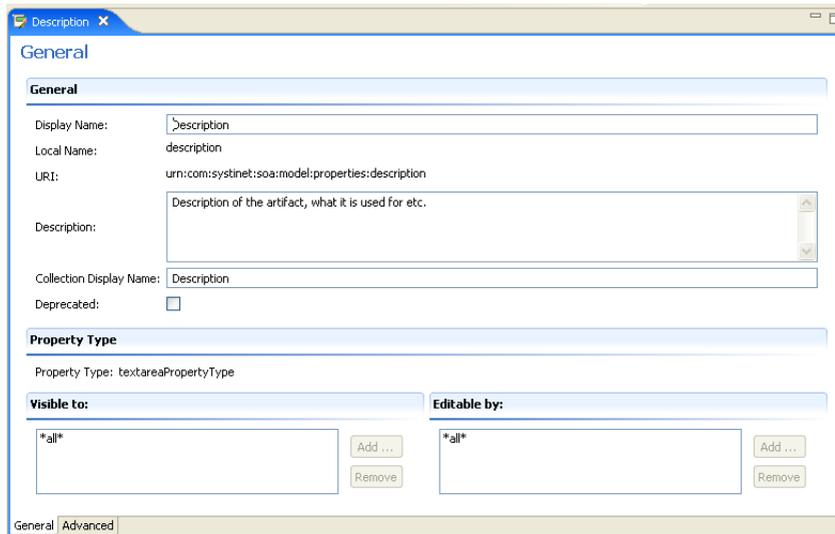 Description
General
General
Display Name: Description
Local Name: description
URI: urn:com:systinet:soa:model:properties:description
Description: Description of the artifact, what it is used for etc.
Collection Display Name: Description
Deprecated:
Property Type
Property Type: textareaPropertyType
Visible to: Editable by:
*all* Add ... *all* Add ...
Remove Remove
General Advanced